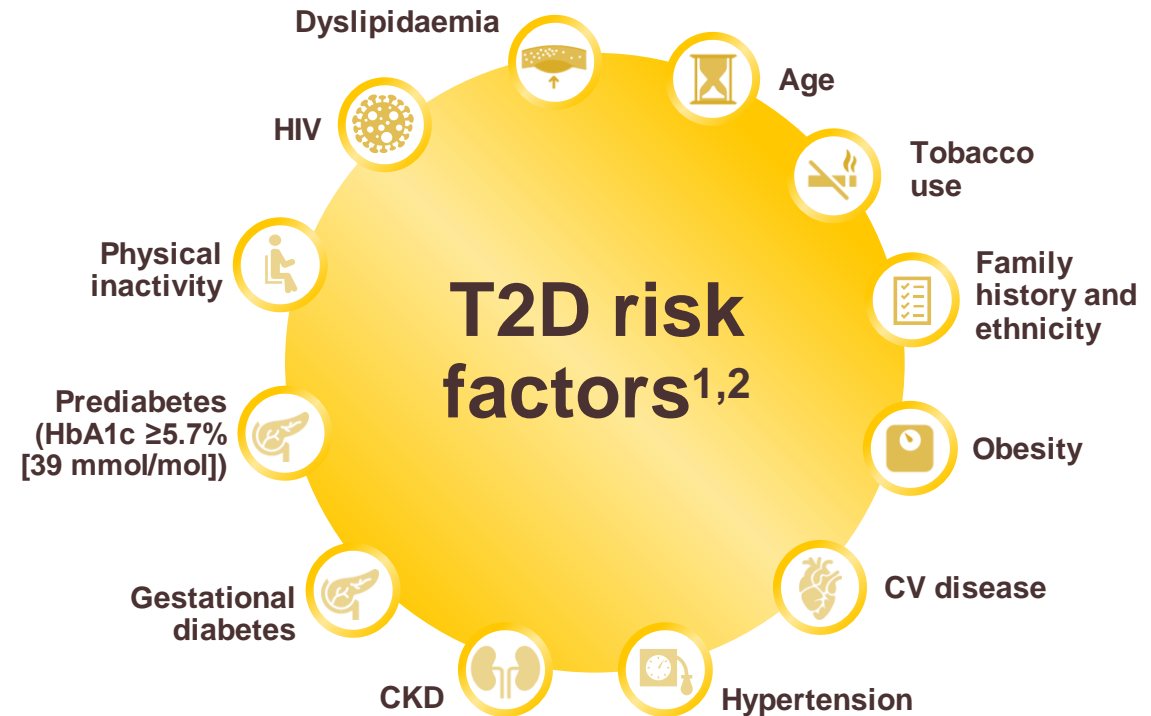 T2D risk
factors1,2
Dyslipidaemia
Age
Tobacco
use
Family
history and
ethnicity
Obesity
CV disease
Hypertension
CKD
Gestational
diabetes
Prediabetes
(HbA1c ≥5.7%
[39 mmol/mol])
Physical
inactivity
HIV